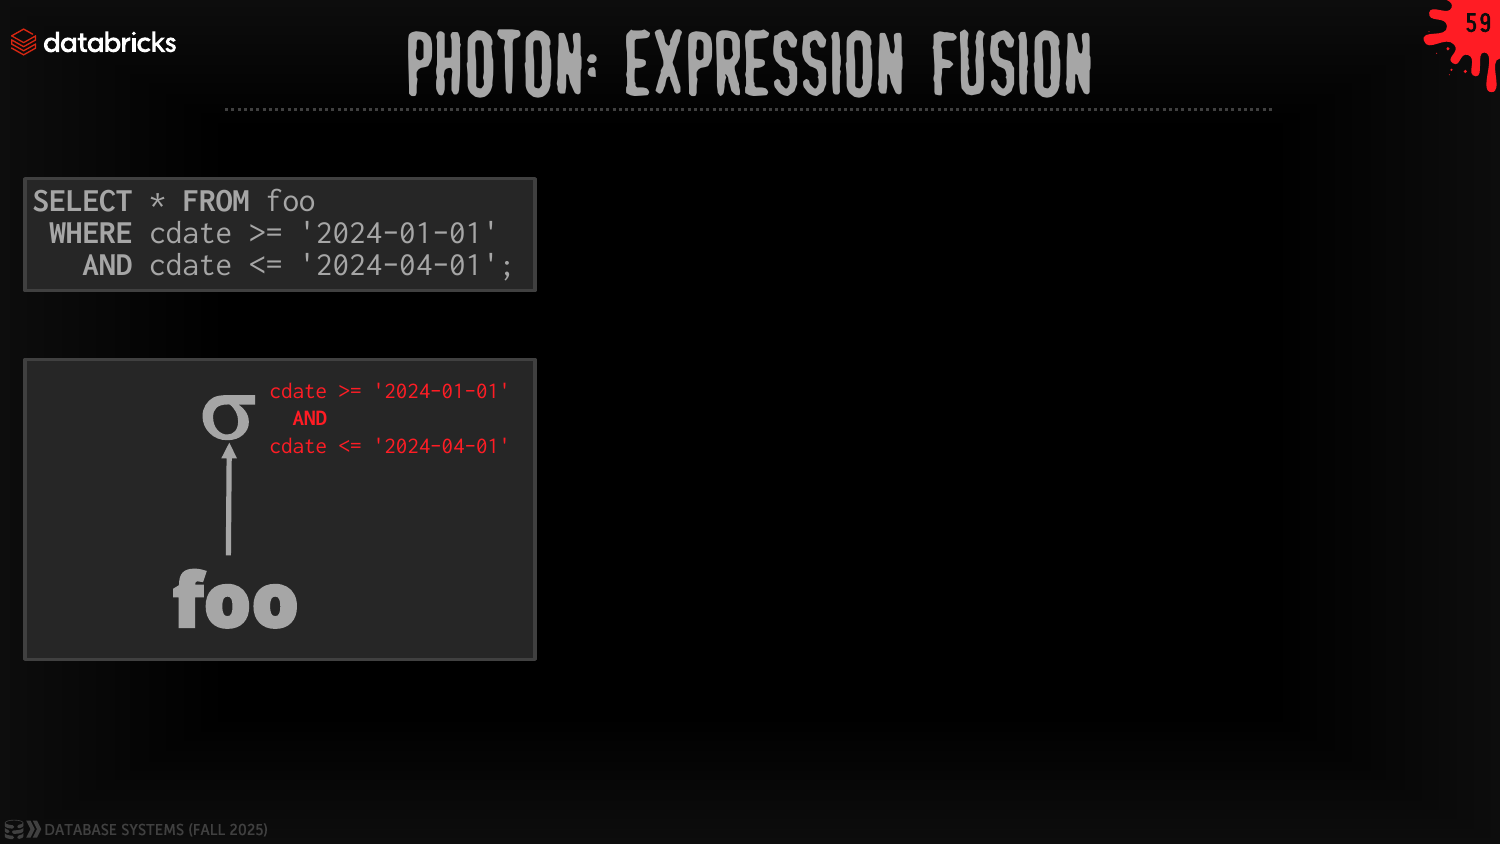 databricks
PHOTON: EXPRESSION FUSION
59
SELECT * FROM foo
WHERE cdate >= '2024-01-01'
AND cdate <= '2024-04-01';
σ
cdate >= '2024-01-01'
AND
cdate <= '2024-04-01'
foo
DATABASE SYSTEMS (FALL 2025)